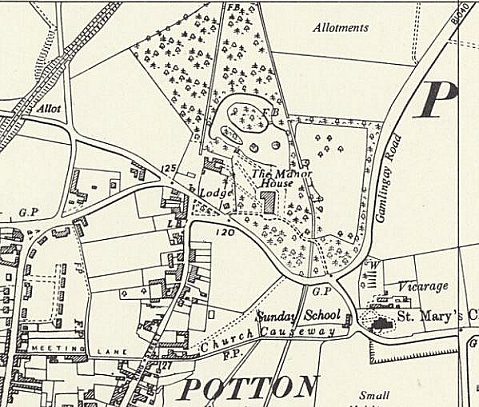 F.B
Allotments
B1040
P
Allot
F.B
Gamlingay Road
125
The Manor
House
Lodge
G.P
L.B
120
F.P
W
G.P
Vicarage
Sunday School
St. Mary's C
Church Causeway
MEETING LANE
127
F.P.
G
POTTON
Small